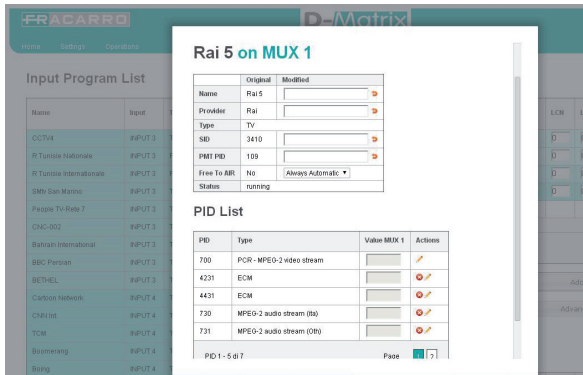 FRACARRO
D-Matrix
Home Settings Operations
Input Program List
Name Input
CCTV4 INPUT 3
R Tunisie Nationale INPUT 3
R Tunisie Internationale INPUT 3
SMtv San Marino INPUT 3
People TV-Rete 7 INPUT 3
CNC-002 INPUT 3
Bahrain International INPUT 3
BBC Persian INPUT 3
BETHEL INPUT 3
Cartoon Network INPUT 4
CNN Int. INPUT 4
TCM INPUT 4
Boomerang INPUT 4
Boing INPUT 4
Rai 5 on MUX 1
Original Modified
Name Rai 5
Provider Rai
Type TV
SID 3410
PMT PID 109
Free To AIR No Always Automatic
Status running
PID List
PID Type Value MUX 1 Actions
700 PCR - MPEG-2 video stream
4231 ECM
4431 ECM
730 MPEG-2 audio stream (ita)
731 MPEG-2 audio stream (Oth)
PID 1 - 5 di 7 Page 1 2
LCN
0
0
0
0